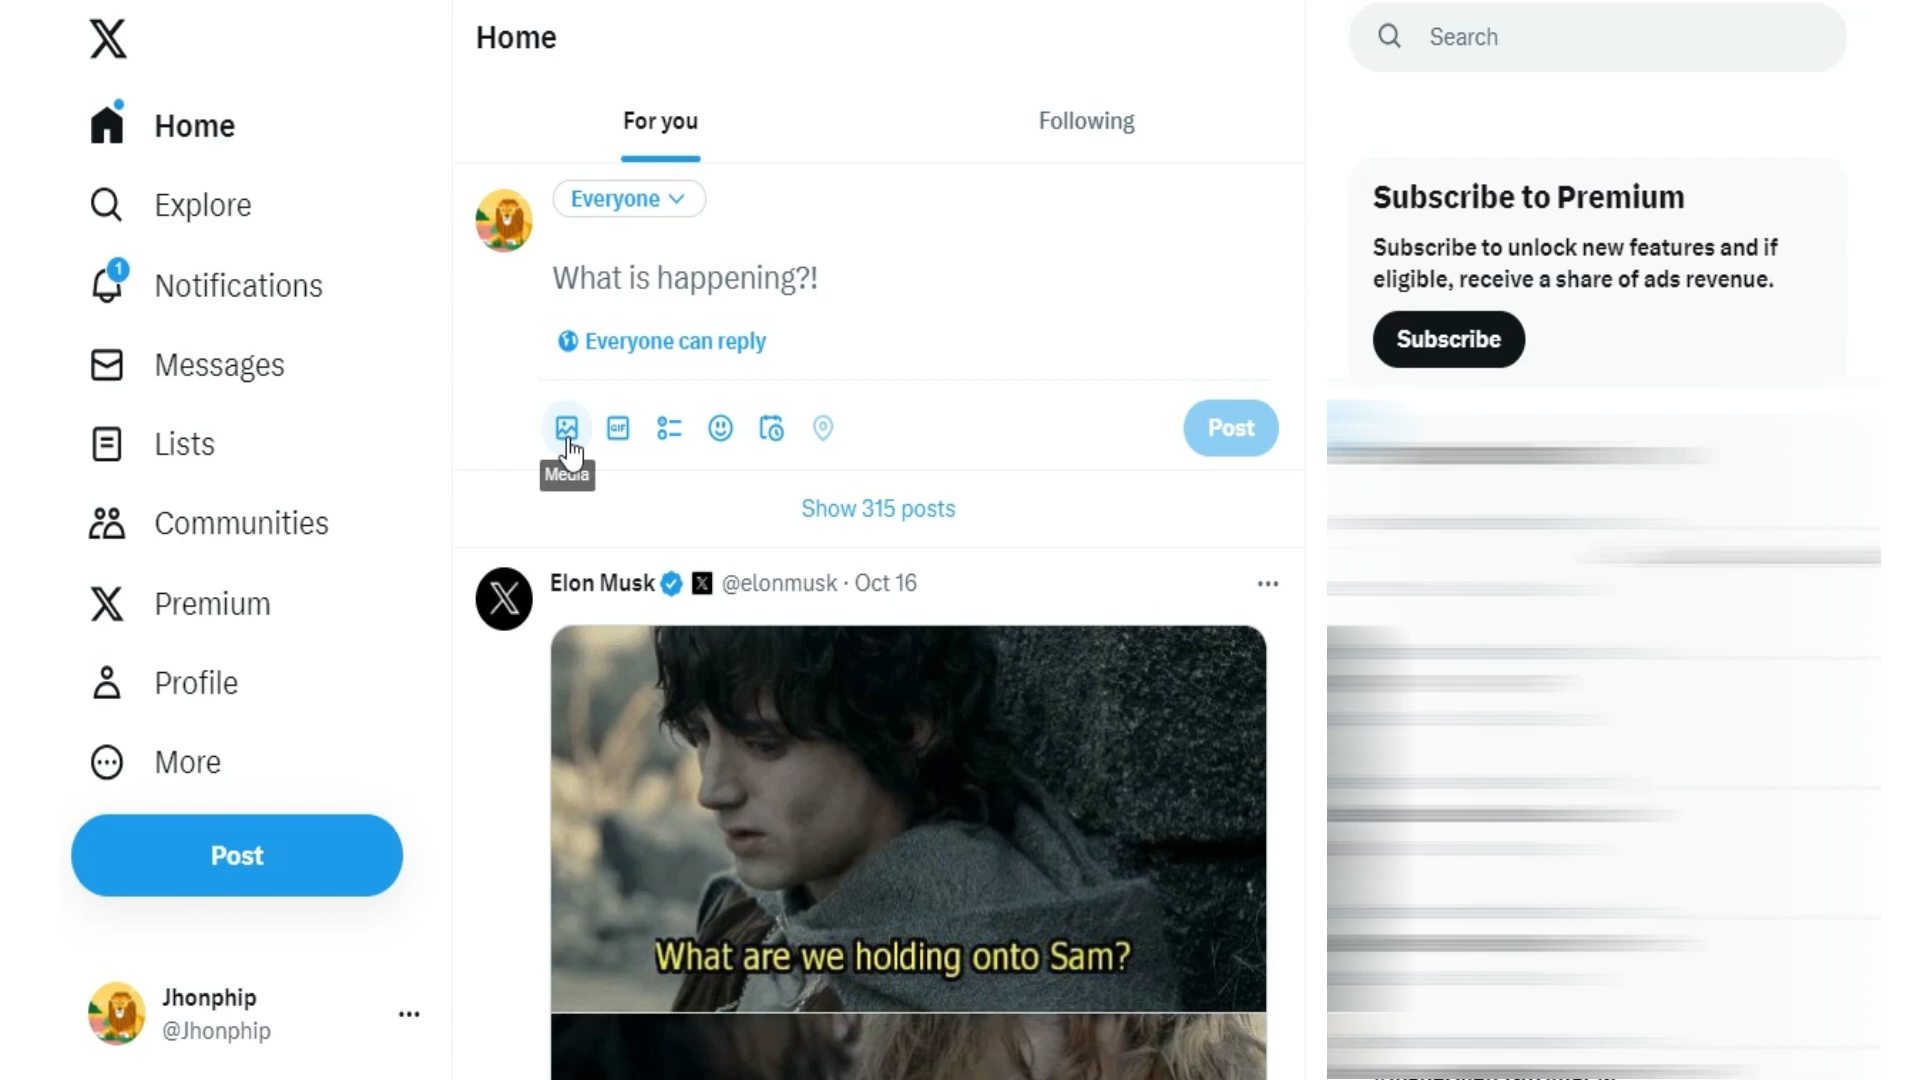 Home
Explore
1
Notifications
Messages
Lists
Communities
Premium
Profile
More
Post
Jhonphip
@Jhonphip
Home
For you
Following
Everyone
What is happening?!
Everyone can reply
GIF
Post
Media
Show 315 posts
Elon Musk @elonmusk · Oct 16
What are we holding onto Sam?
Search
Subscribe to Premium
Subscribe to unlock new features and if
eligible, receive a share of ads revenue.
Subscribe